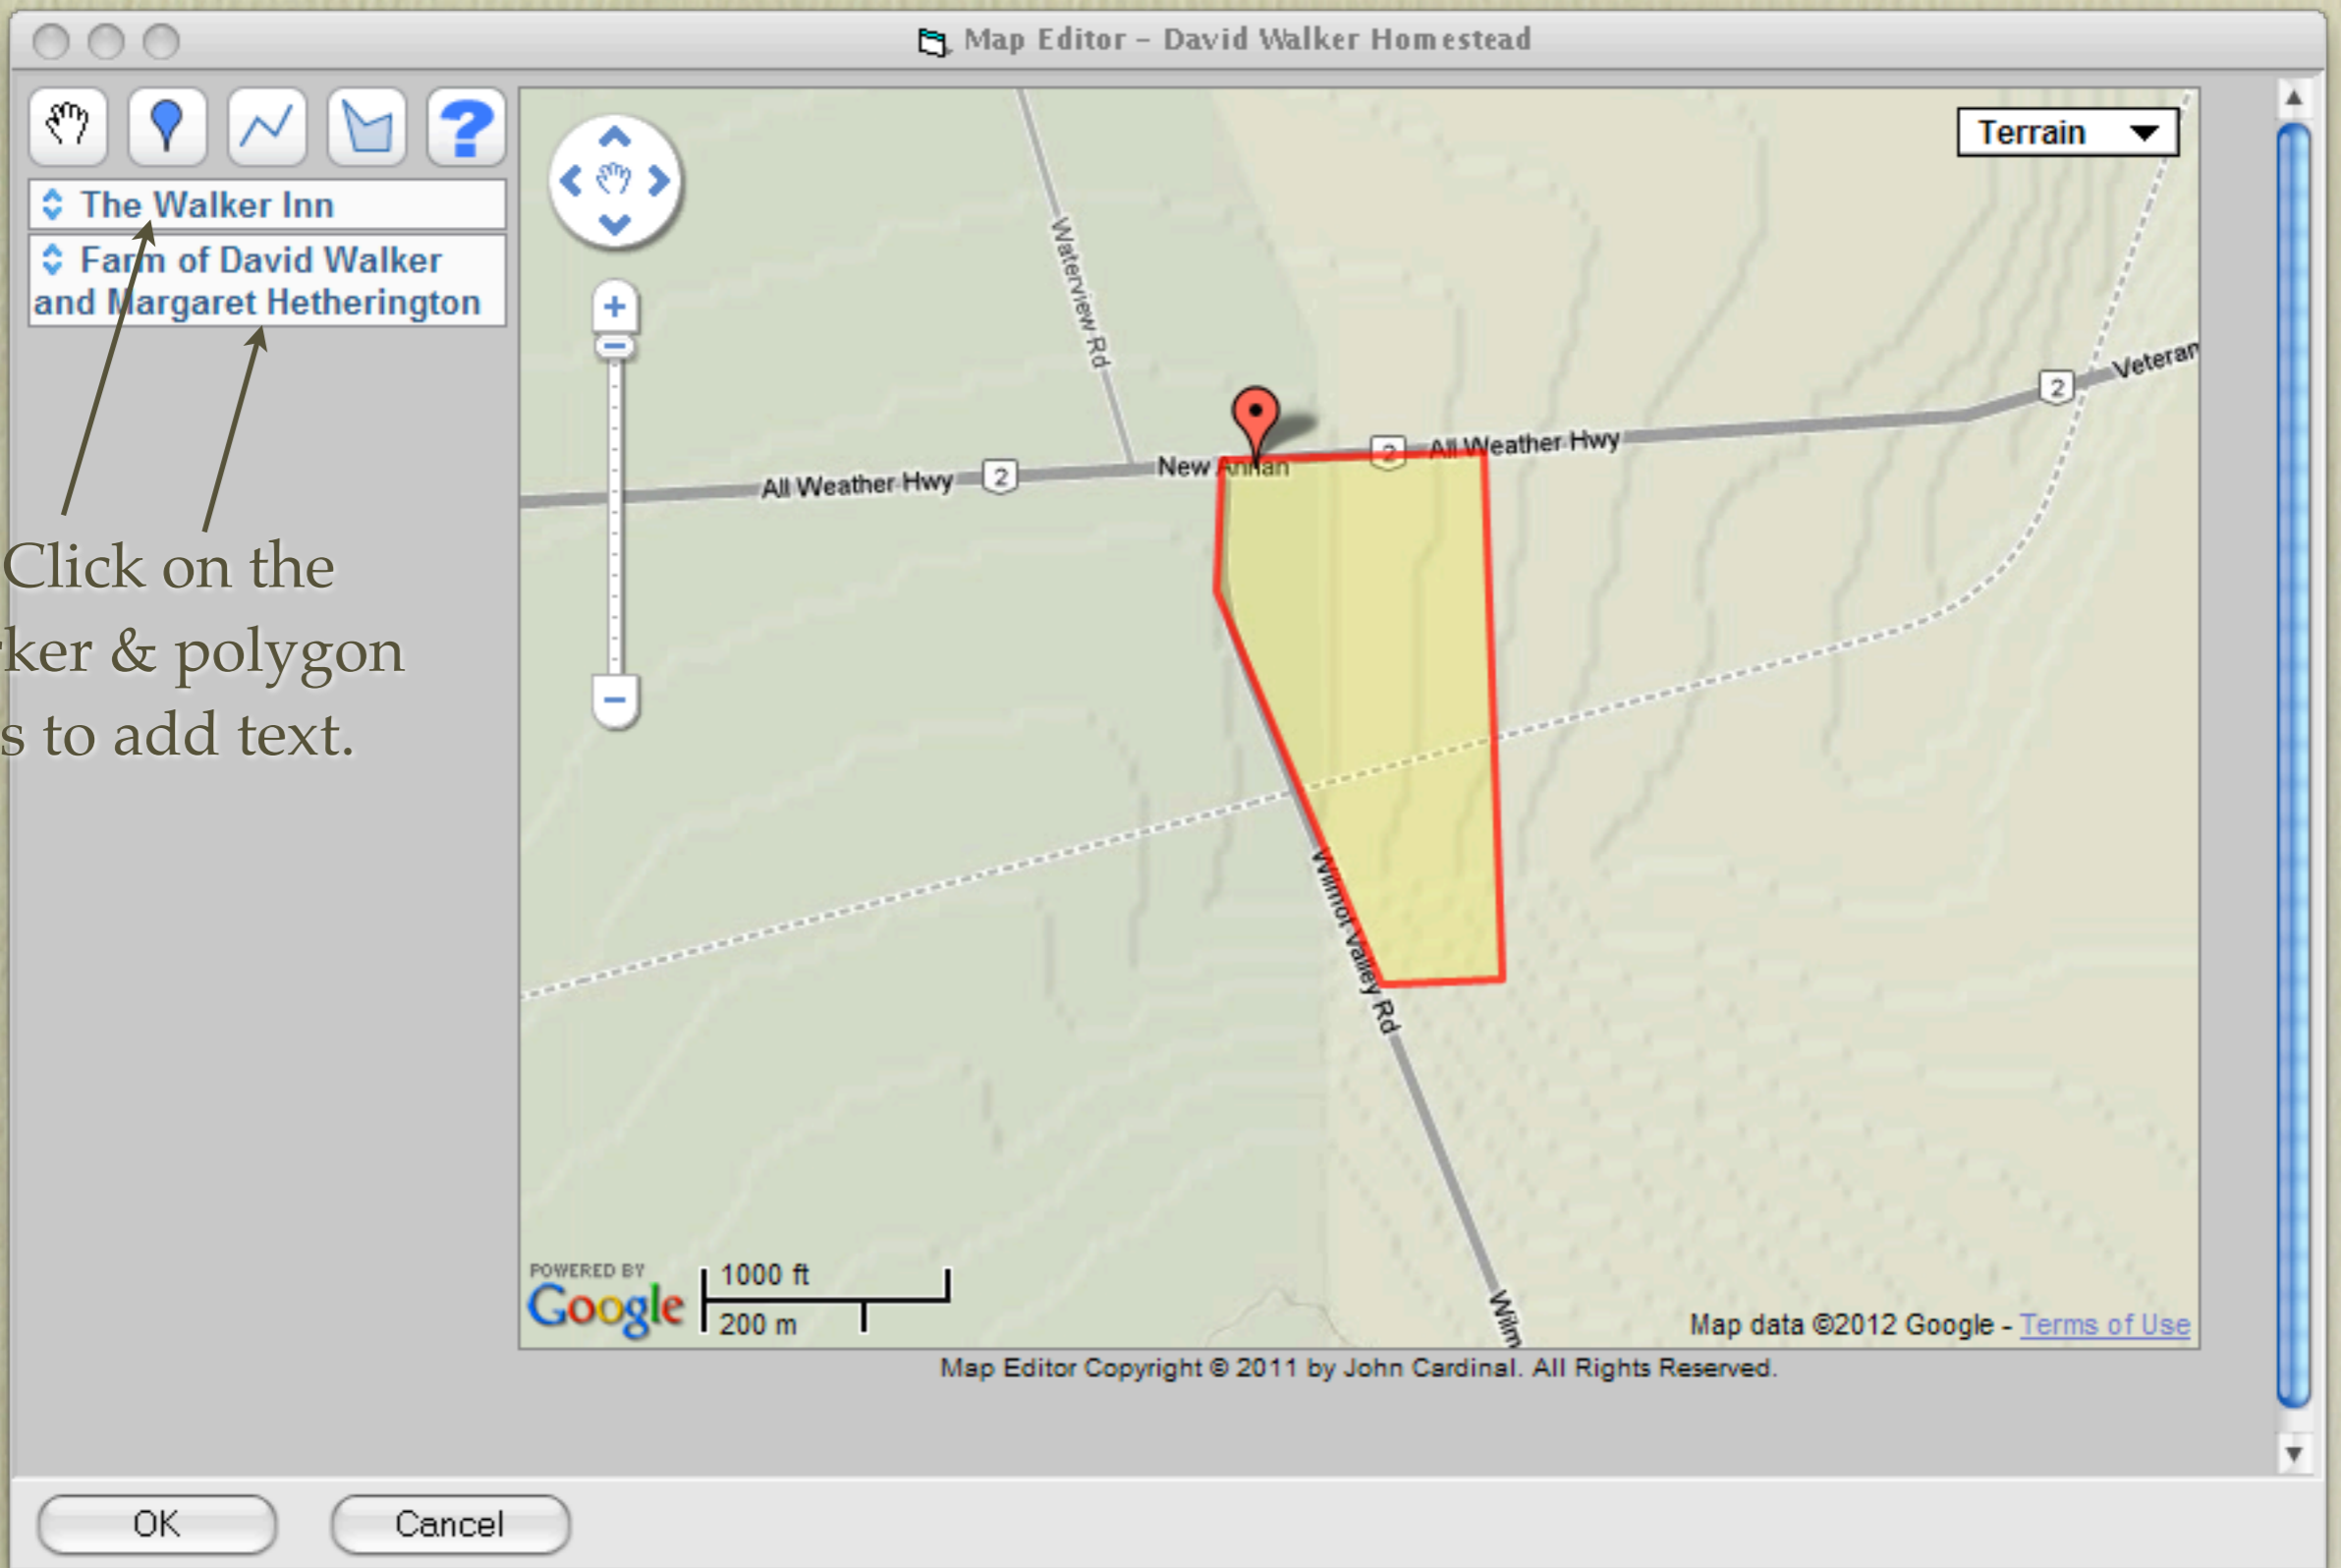 Map Editor – David Walker Homestead
The Walker Inn
Farm of David Walker
and Margaret Hetherington
Click on the
& polygon
to add text.
Terrain
Waterview Rd
Veteran
2
2
All Weather Hwy
New Annan
All Weather Hwy
2
Wilmot Valley Rd
Wilm
POWERED BY
Google
1000 ft
200 m
Map data ©2012 Google - Terms of Use
Map Editor Copyright © 2011 by John Cardinal. All Rights Reserved.
OK
Cancel